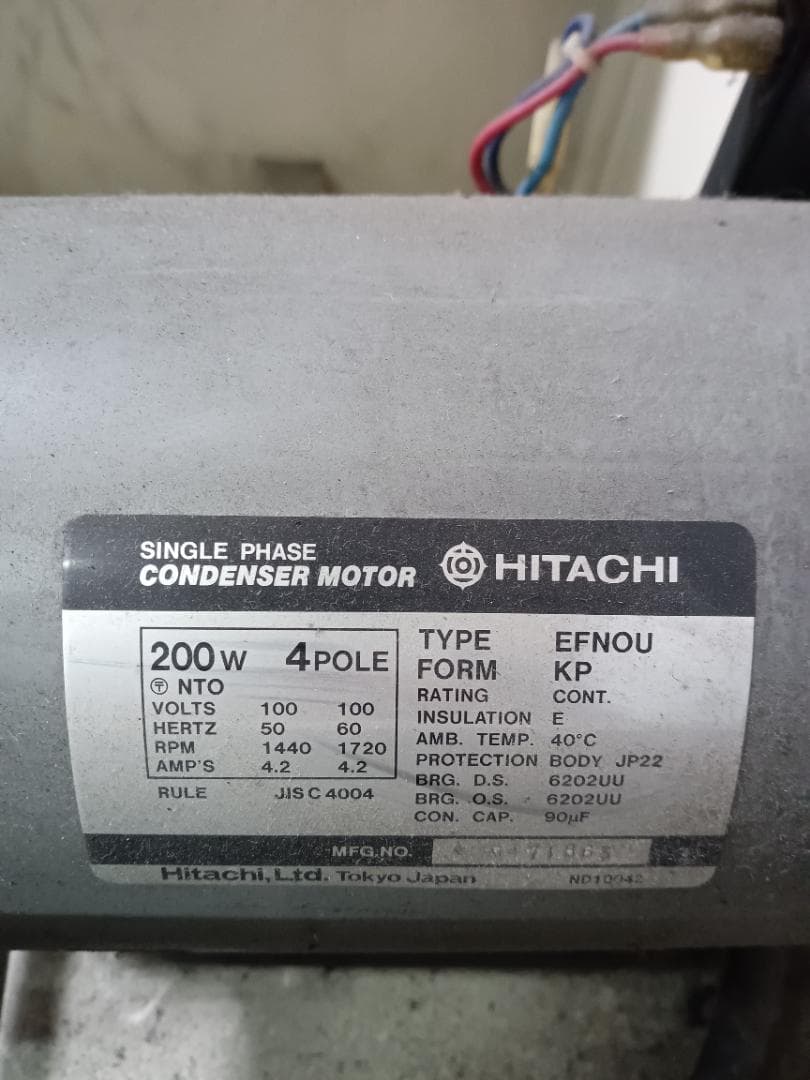 SINGLE PHASE
CONDENSER MOTOR
HITACHI
200W 4POLE
〶 NTO
VOLTS 100 100
HERTZ 50 60
RPM 1440 1720
AMP'S 4.2 4.2
RULE JIS C 4004
TYPE EFNOU
FORM KP
RATING CONT.
INSULATION E
AMB. TEMP. 40°C
PROTECTION BODY JP22
BRG. D.S. 6202UU
BRG. O.S. 6202UU
CON. CAP. 90μF
MFG.NO.
Hitachi, Ltd. Tokyo Japan